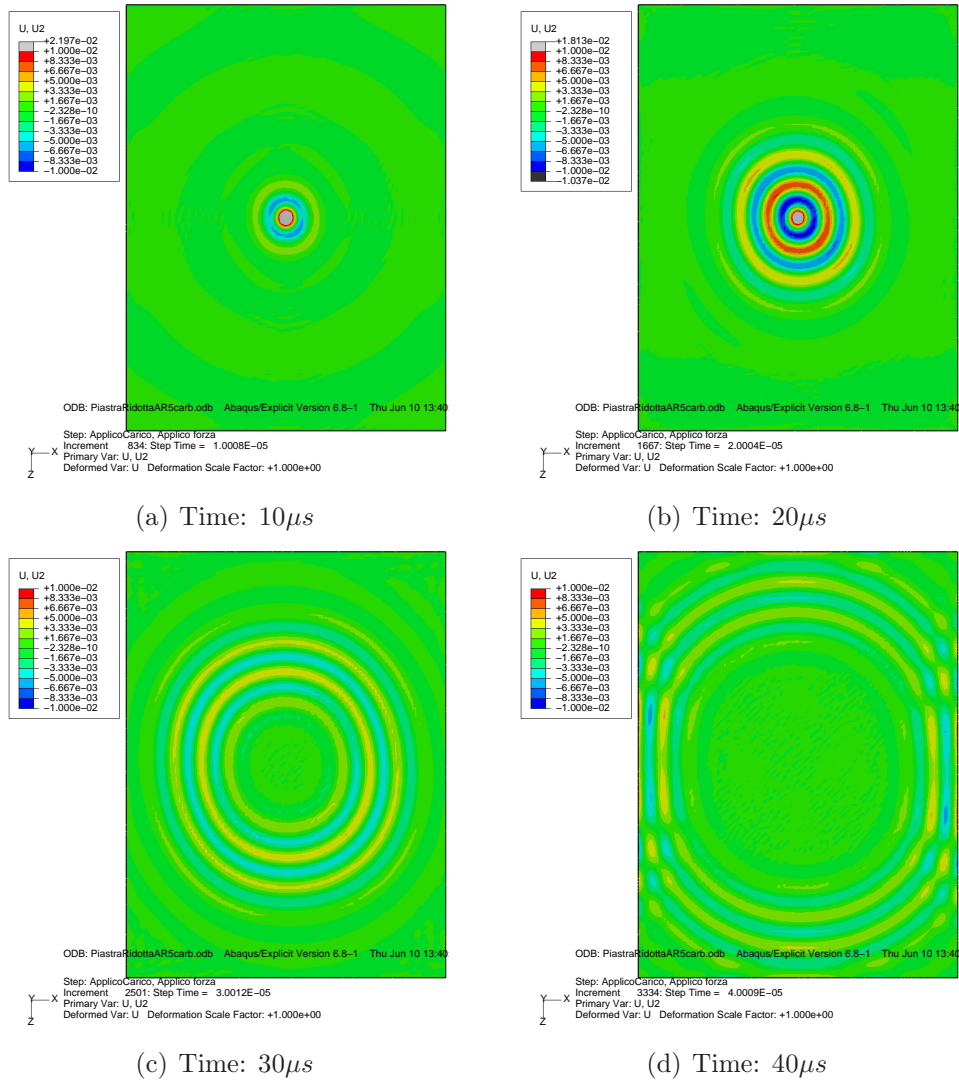 U, U2
+2.197e−02
+1.000e−02
+8.333e−03
+6.667e−03
+5.000e−03
+3.333e−03
+1.667e−03
−2.328e−10
−1.667e−03
−3.333e−03
−5.000e−03
−6.667e−03
−8.333e−03
−1.000e−02
ODB: PiastraRidottaAR5carb.odb Abaqus/Explicit Version 6.8−1 Thu Jun 10 13:40:
Step: ApplicoCarico, Applico forza
Increment 834: Step Time = 1.0008E−05
Primary Var: U, U2
Deformed Var: U Deformation Scale Factor: +1.000e+00
Y X
Z
(a) Time: 10μs
U, U2
+1.813e−02
+1.000e−02
+8.333e−03
+6.667e−03
+5.000e−03
+3.333e−03
+1.667e−03
−2.328e−10
−1.667e−03
−3.333e−03
−5.000e−03
−6.667e−03
−8.333e−03
−1.000e−02
−1.037e−02
ODB: PiastraRidottaAR5carb.odb Abaqus/Explicit Version 6.8−1 Thu Jun 10 13:40
Step: ApplicoCarico, Applico forza
Increment 1667: Step Time = 2.0004E−05
Primary Var: U, U2
Deformed Var: U Deformation Scale Factor: +1.000e+00
Y X
Z
(b) Time: 20μs
U, U2
+1.000e−02
+8.333e−03
+6.667e−03
+5.000e−03
+3.333e−03
+1.667e−03
−2.328e−10
−1.667e−03
−3.333e−03
−5.000e−03
−6.667e−03
−8.333e−03
−1.000e−02
ODB: PiastraRidottaAR5carb.odb Abaqus/Explicit Version 6.8−1 Thu Jun 10 13:40
Step: ApplicoCarico, Applico forza
Increment 2501: Step Time = 3.0012E−05
Primary Var: U, U2
Deformed Var: U Deformation Scale Factor: +1.000e+00
Y X
Z
(c) Time: 30μs
U, U2
+1.000e−02
+8.333e−03
+6.667e−03
+5.000e−03
+3.333e−03
+1.667e−03
−2.328e−10
−1.667e−03
−3.333e−03
−5.000e−03
−6.667e−03
−8.333e−03
−1.000e−02
ODB: PiastraRidottaAR5carb.odb Abaqus/Explicit Version 6.8−1 Thu Jun 10 13:40
Step: ApplicoCarico, Applico forza
Increment 3334: Step Time = 4.0009E−05
Primary Var: U, U2
Deformed Var: U Deformation Scale Factor: +1.000e+00
Y X
Z
(d) Time: 40μs